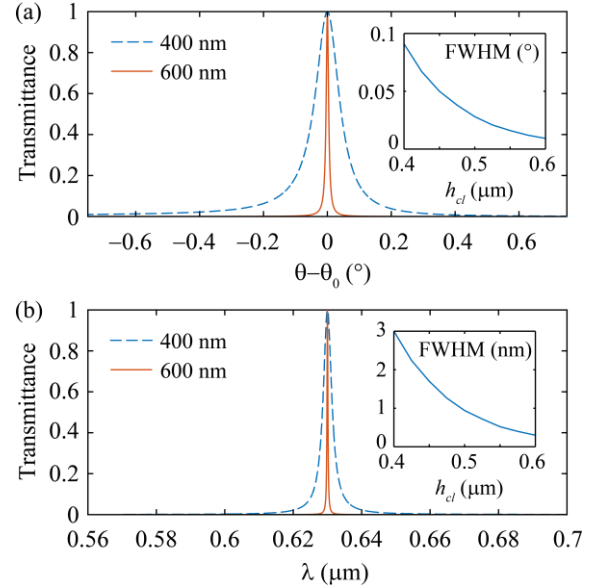 (a)
Transmittance
1
0.8
0.6
0.4
0.2
0
400 nm
600 nm
−0.6 −0.4 −0.2 0 0.2 0.4 0.6
θ−θ0 (°)
FWHM (°)
0.1
0.05
0
0.4 0.5 0.6
hcl (μm)
(b)
Transmittance
1
0.8
0.6
0.4
0.2
0
400 nm
600 nm
0.56 0.58 0.6 0.62 0.64 0.66 0.68 0.7
λ (μm)
FWHM (nm)
3
2
1
0
0.4 0.5 0.6
hcl (μm)